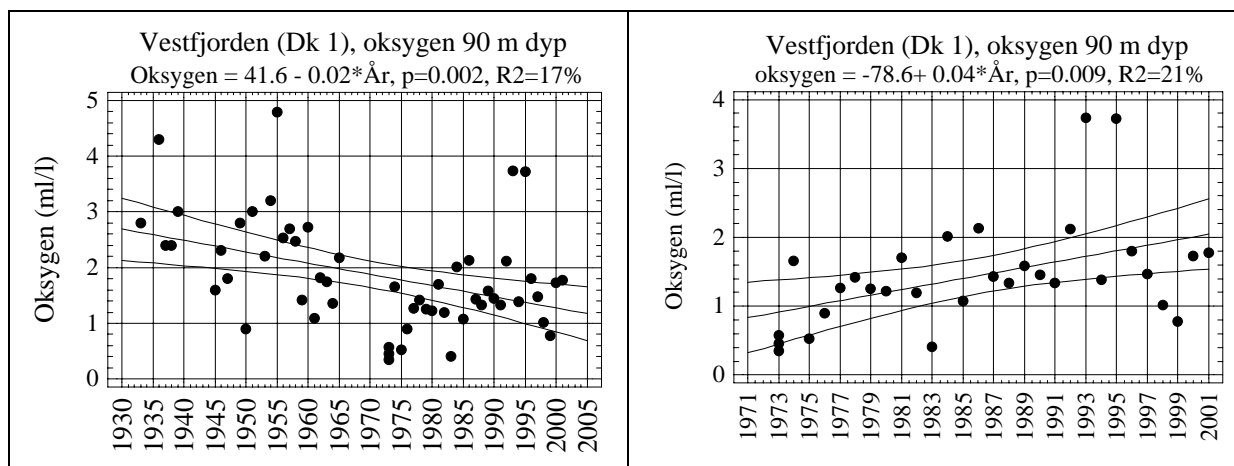 Vestfjorden (Dk 1), oksygen 90 m dyp
Oksygen = 41.6 - 0.02*År, p=0.002, R2=17%
Oksygen (ml/l)
5
4
3
2
1
0
1930 1935 1940 1945 1950 1955 1960 1965 1970 1975 1980 1985 1990 1995 2000 2005
Vestfjorden (Dk 1), oksygen 90 m dyp
oksygen = -78.6+ 0.04*År, p=0.009, R2=21%
Oksygen (ml/l)
4
3
2
1
0
1971 1973 1975 1977 1979 1981 1983 1985 1987 1989 1991 1993 1995 1997 1999 2001